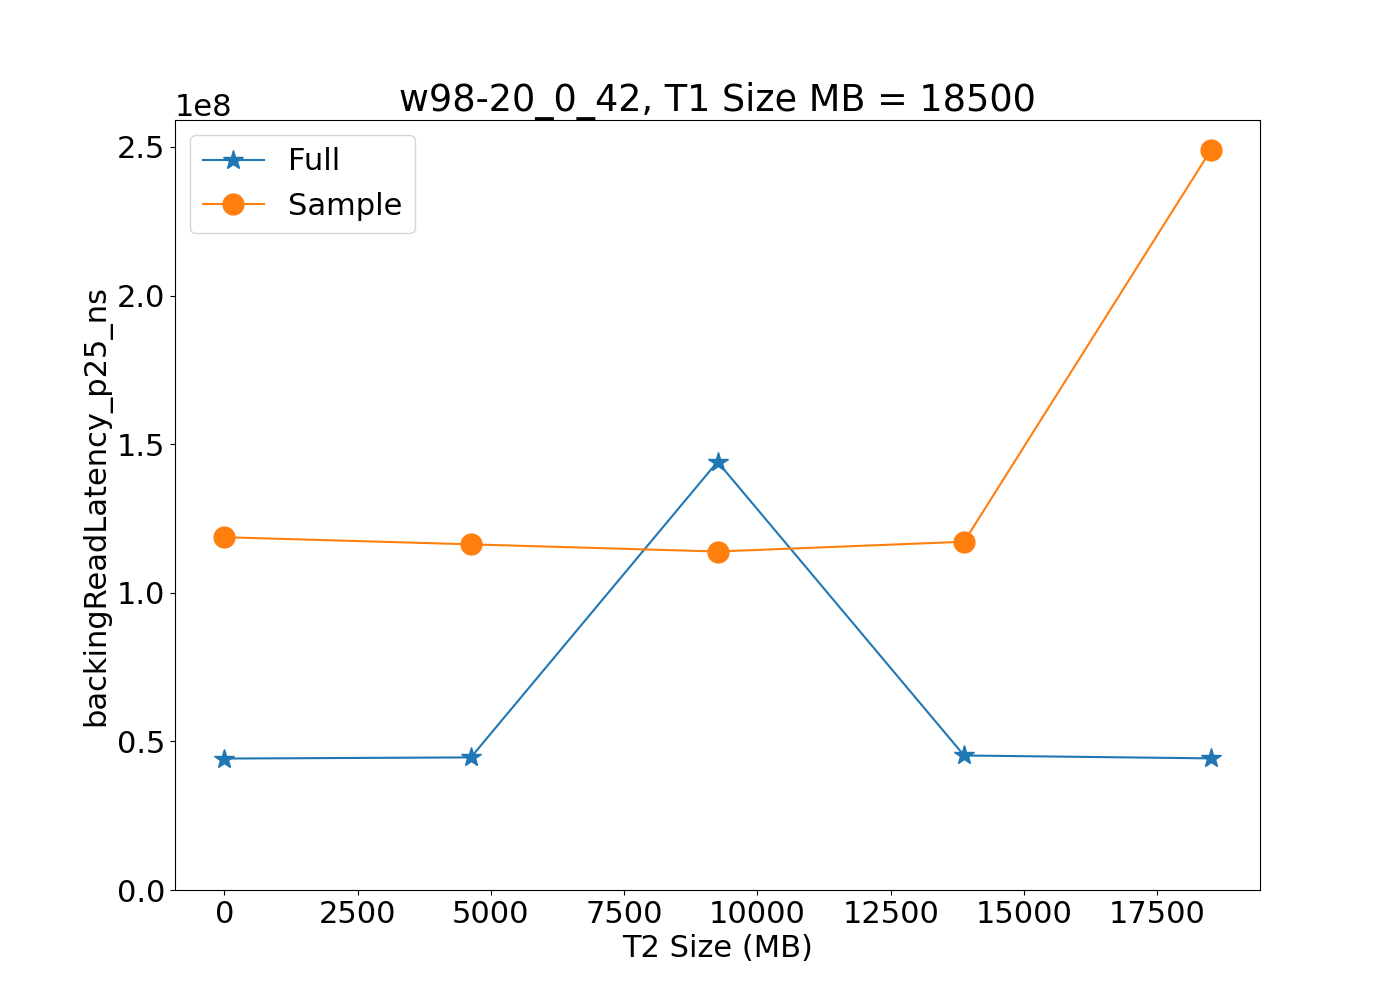 w98-20_0_42, T1 Size MB = 18500
1e8
Full
Sample
2.5
2.0
1.5
1.0
0.5
0.0
backingReadLatency_p25_ns
0 2500 5000 7500 10000 12500 15000 17500
T2 Size (MB)